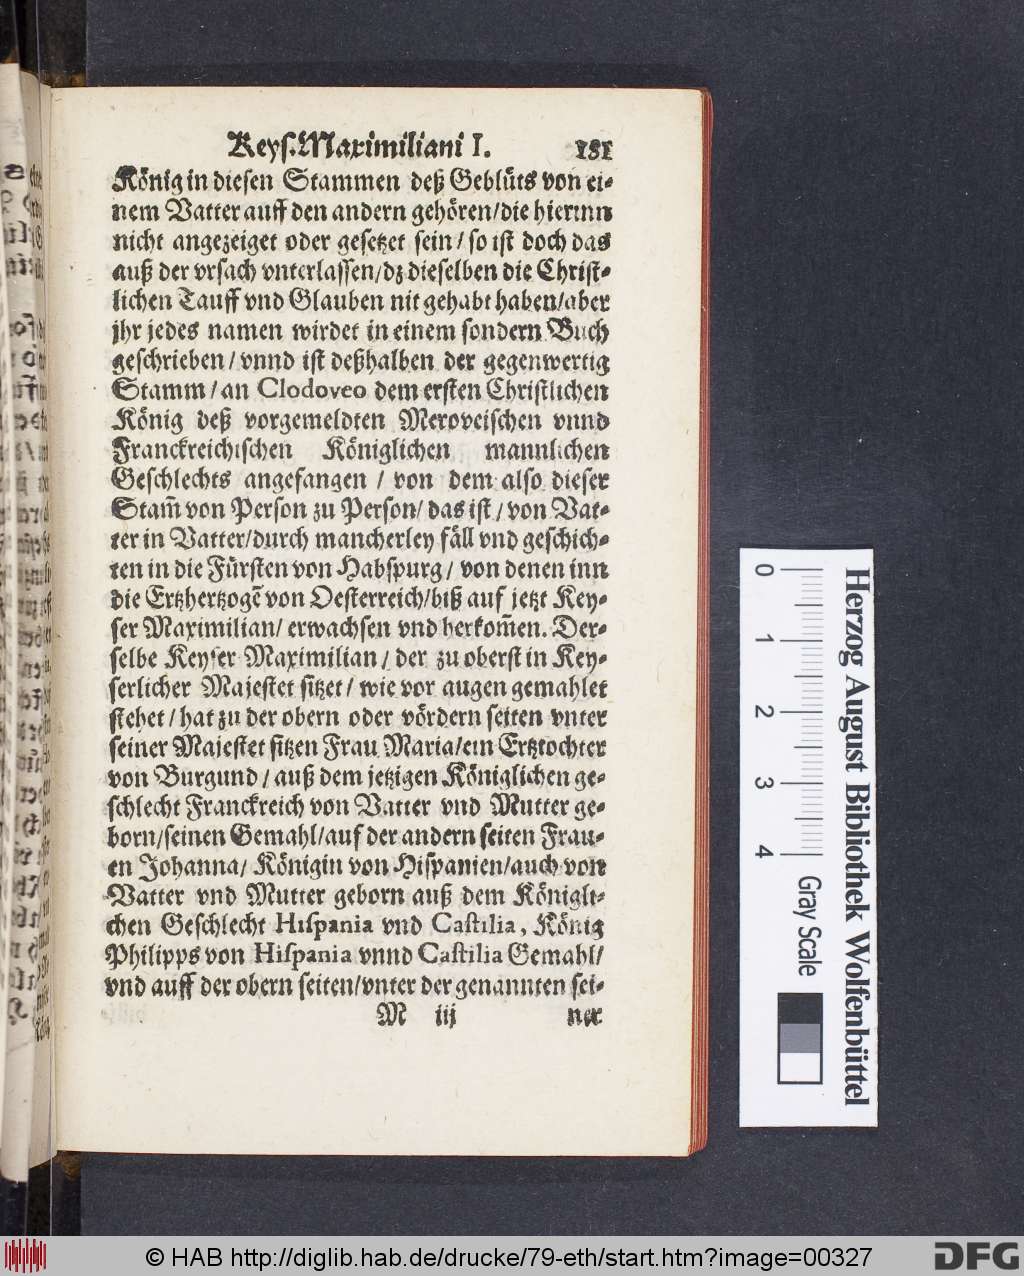 Keyſ. Maximiliani I. 181
König in dieſen Stammen deß Geblüts von ei-
nem Vatter auff den andern gehören/die hierinn
nicht angezeiget oder geſetzet ſein/ ſo iſt doch das
auß der vrſach vnterlaſſen/dz dieſelben die Chriſt-
lichen Tauff vnd Glauben nit gehabt haben/aber
jhr jedes namen wirdet in einem ſondern Buch
geſchrieben/ vnnd iſt deßhalben der gegenwertig
Stamm/ an Clodoveo dem erſten Chriſtlichen
König deß vorgemeldten Meroveiſchen vnnd
Franckreichiſchen Königlichen mannlichen
Geſchlechts angefangen / von dem alſo dieſer
Stam̃ von Perſon zu Perſon/ das iſt/ von Vat-
ter in Vatter/durch mancherley fäll vnd geſchich-
ten in die Fürſten von Habſpurg/ von denen inn
die Ertzhertzogẽ von Oeſterreich/biß auf jetzt Key-
ſer Maximilian/ erwachſen vnd herkom̃en. Der-
ſelbe Keyſer Maximilian/ der zu oberſt in Key-
ſerlicher Majeſtet ſitzet/ wie vor augen gemahlet
ſtehet/ hat zu der obern oder vördern ſeiten vnter
ſeiner Majeſtet ſitzen Frau Maria/ein Ertztochter
von Burgund/ auß dem jetzigen Königlichen ge-
ſchlecht Franckreich von Vatter vnd Mutter ge-
born/ſeinen Gemahl/auf der andern ſeiten Frau-
en Johanna/ Königin von Hiſpanien/auch von
Vatter vnd Mutter geborn auß dem Königli-
chen Geſchlecht Hiſpania vnd Caſtilia, König
Philipps von Hiſpania vnnd Caſtilia Gemahl/
vnd auff der obern ſeiten/vnter der genannten ſei-
M iij ner
0 1 2 3 4 Gray Scale
Herzog August Bibliothek Wolfenbüttel
© HAB http://diglib.hab.de/drucke/79-eth/start.htm?image=00327
DFG